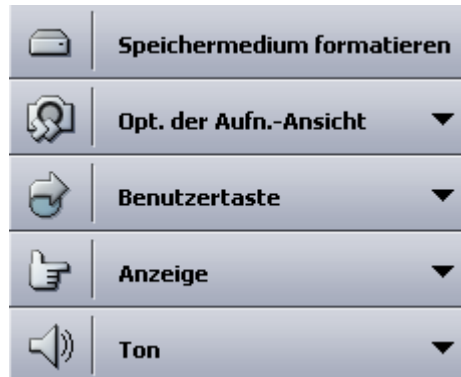 Speichermedium formatieren
Opt. der Aufn.-Ansicht
Benutzertaste
Anzeige
Ton